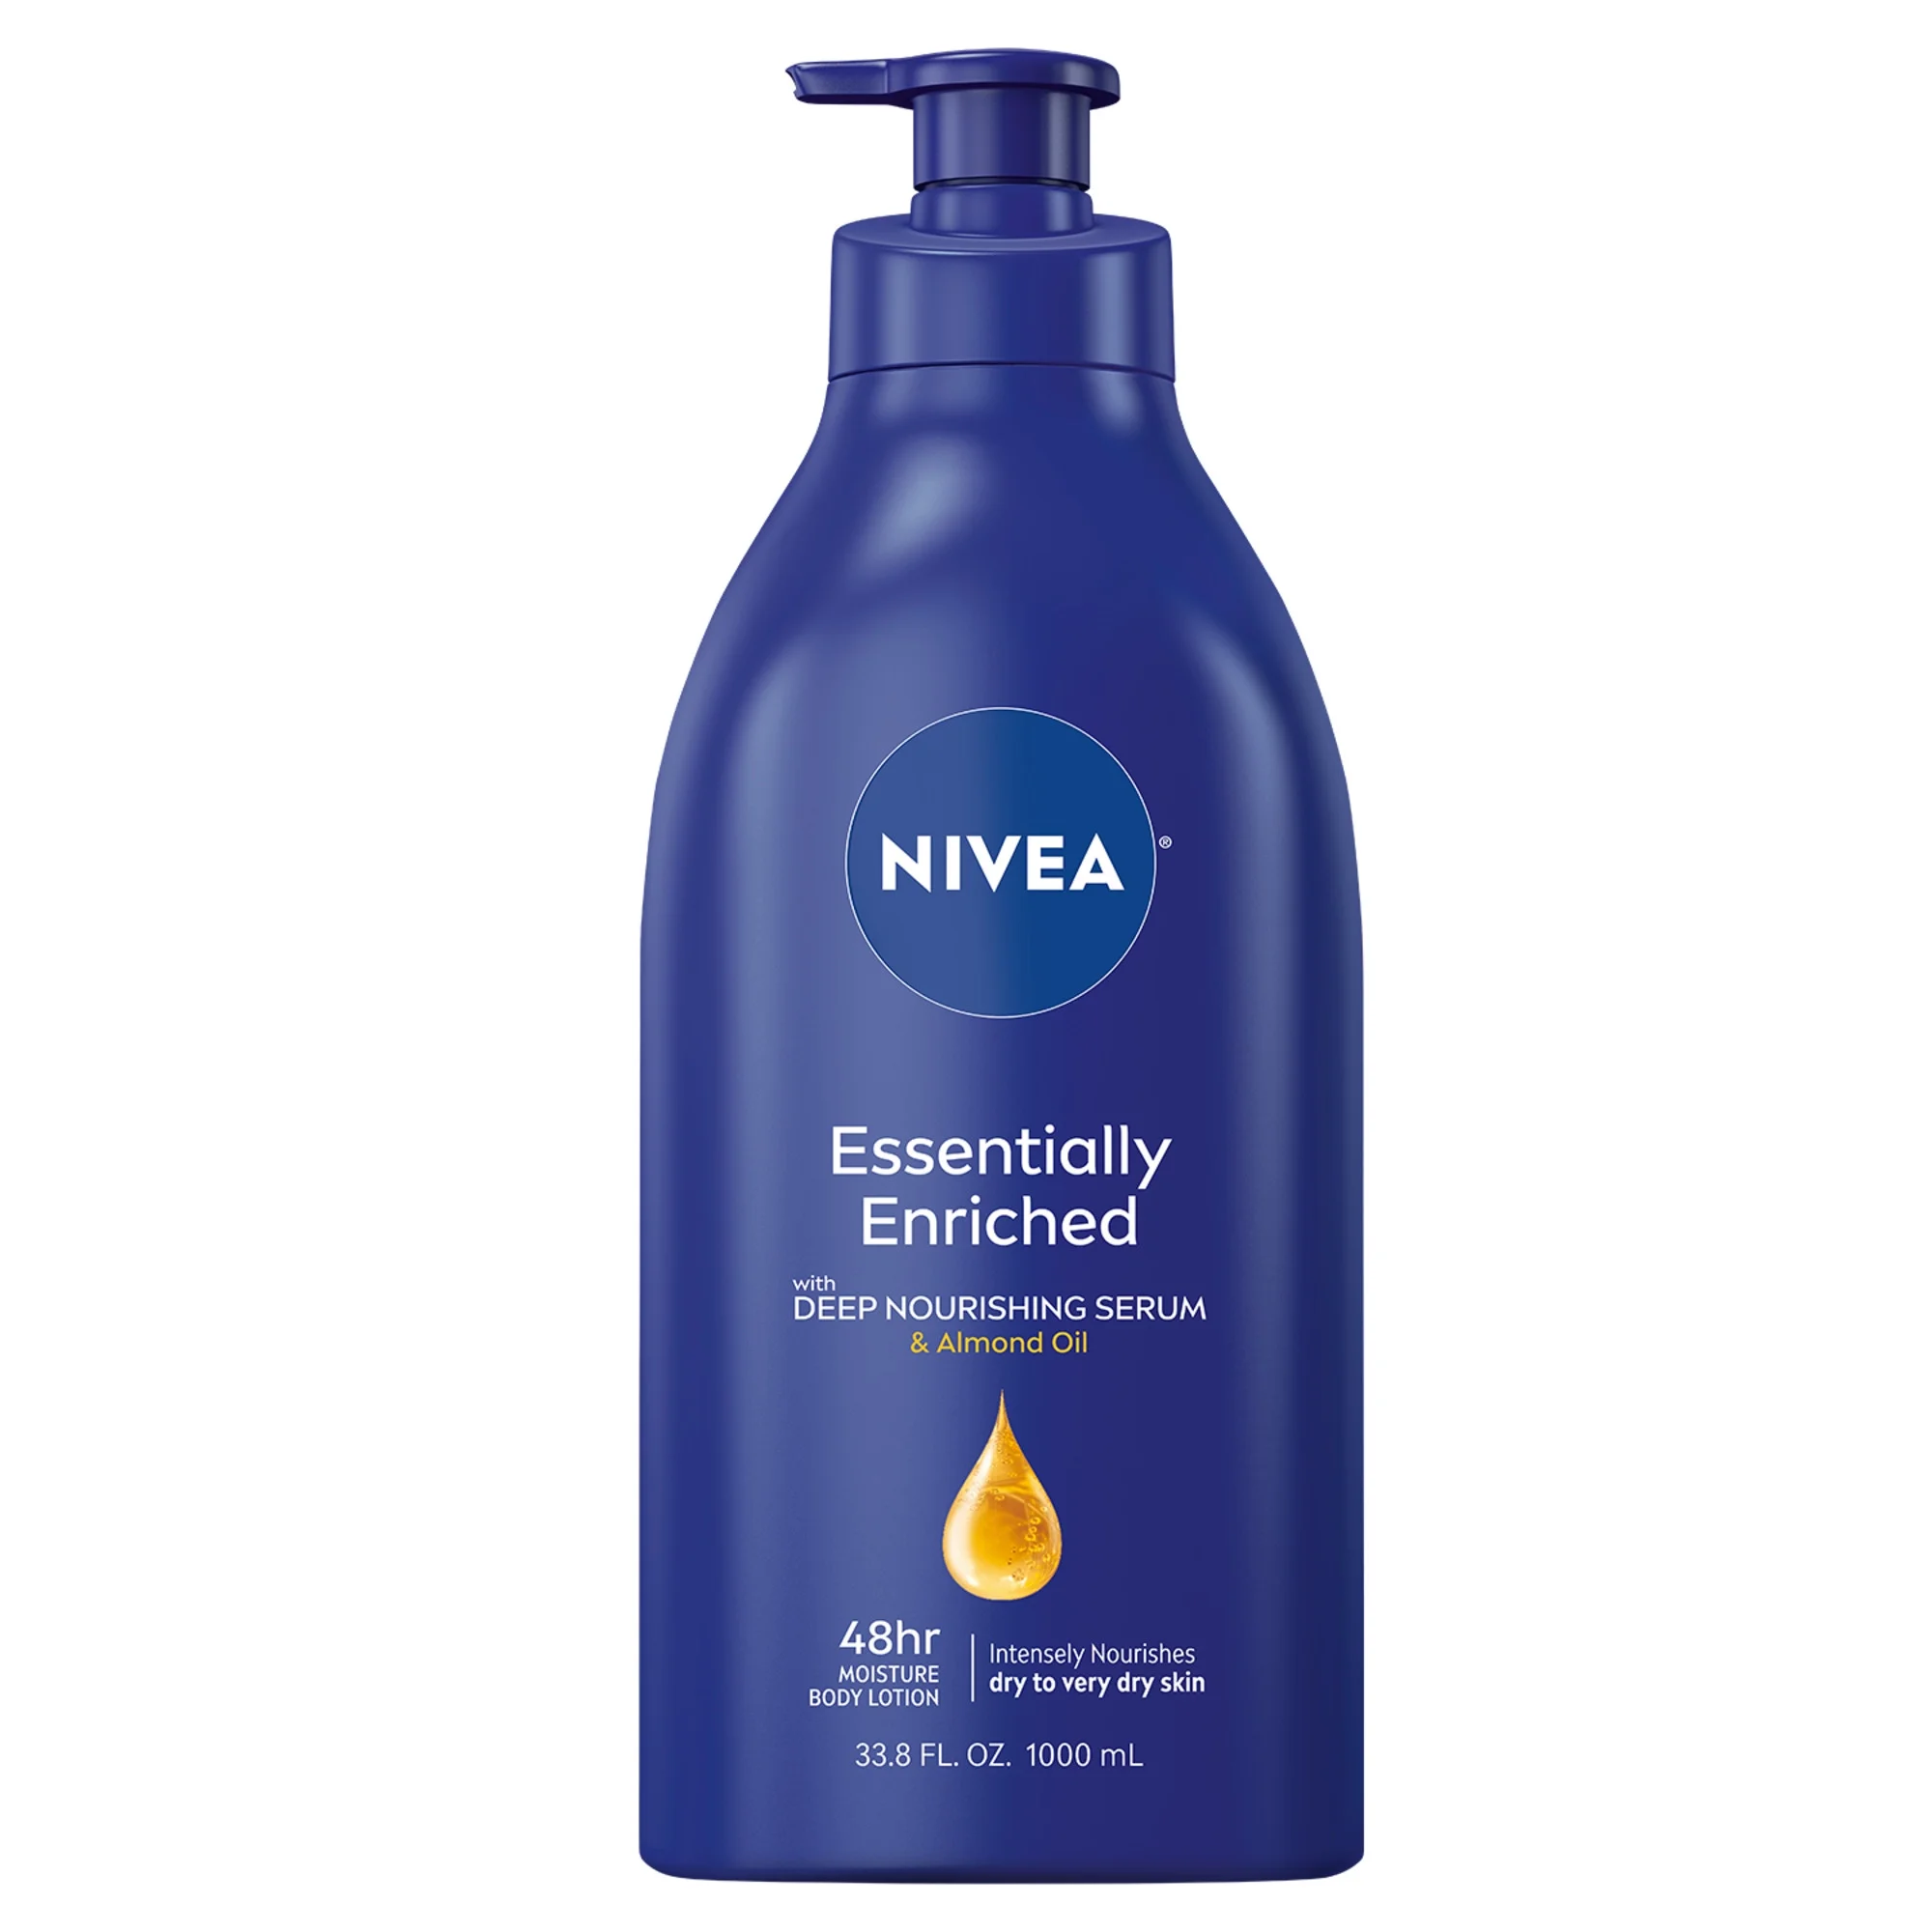 NIVEA®
Essentially
Enriched
with
DEEP NOURISHING SERUM
& Almond Oil
48hr
MOISTURE
BODY LOTION
Intensely Nourishes
dry to very dry skin
33.8 FL. OZ. 1000 mL